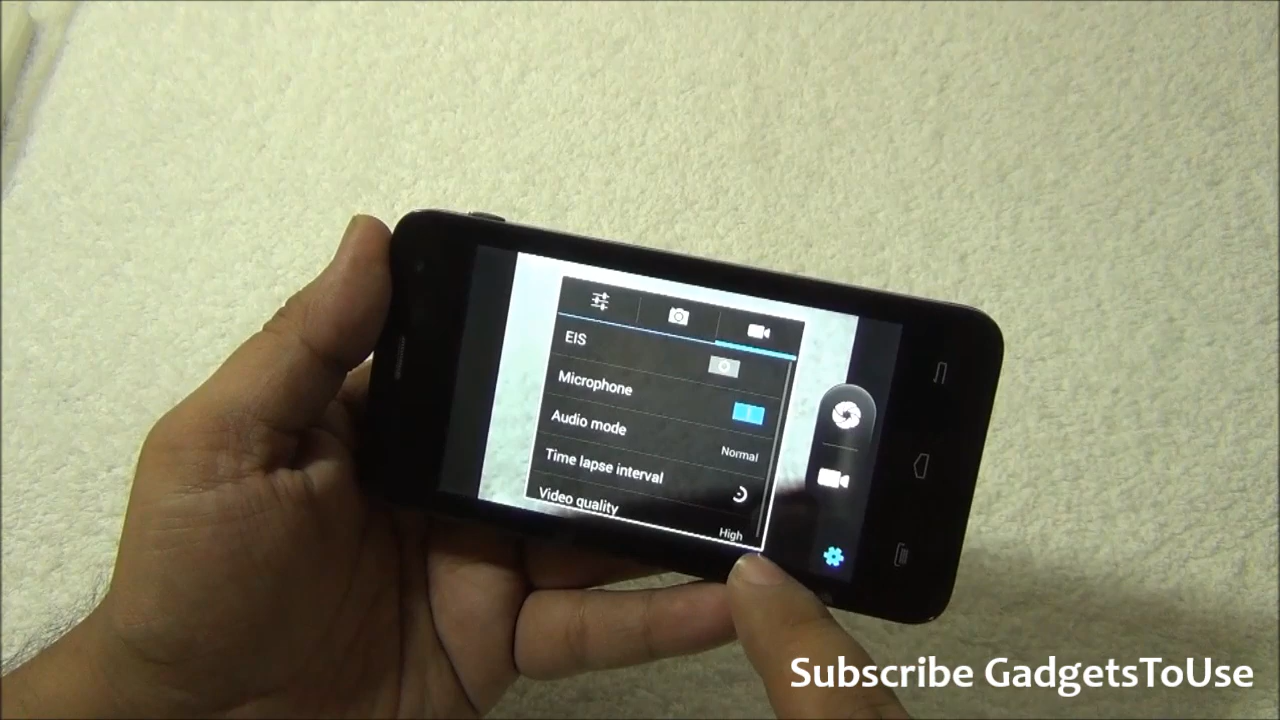 EIS
Microphone
Audio mode
Normal
Time lapse interval
Video quality
High
Subscribe GadgetsToUse